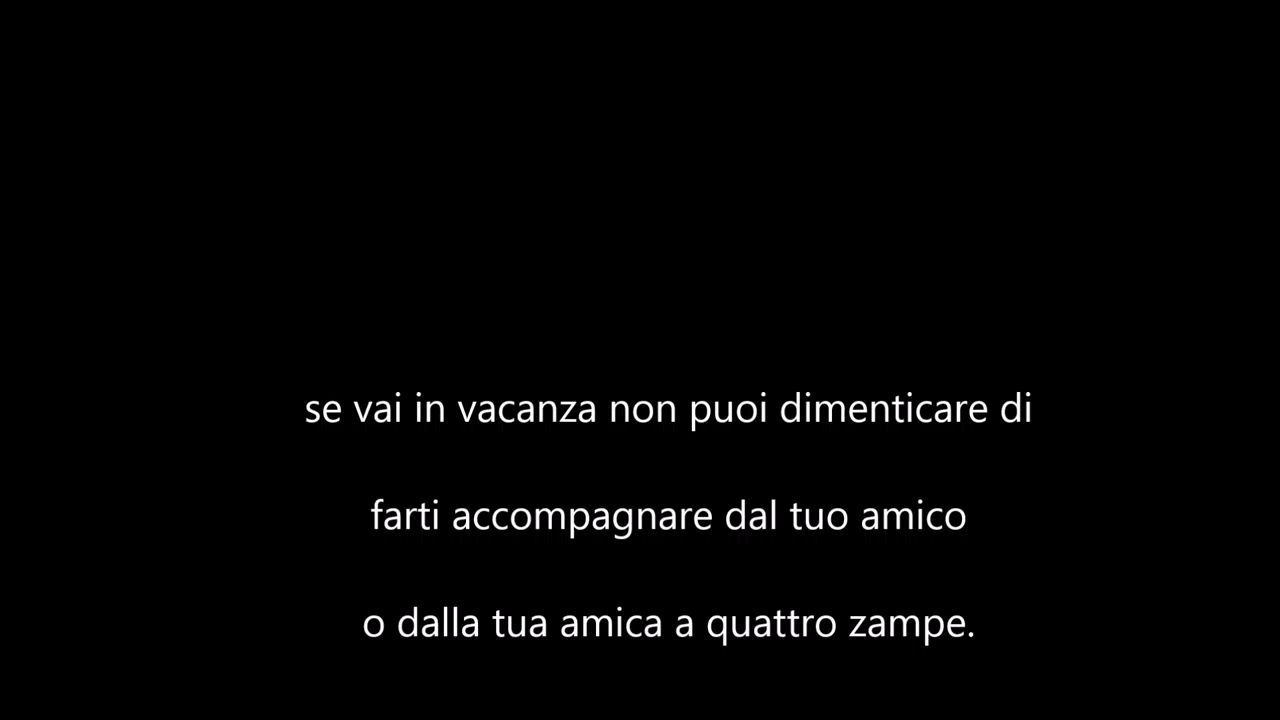 se vai in vacanza non puoi dimenticare di
farti accompagnare dal tuo amico
o dalla tua amica a quattro zampe.